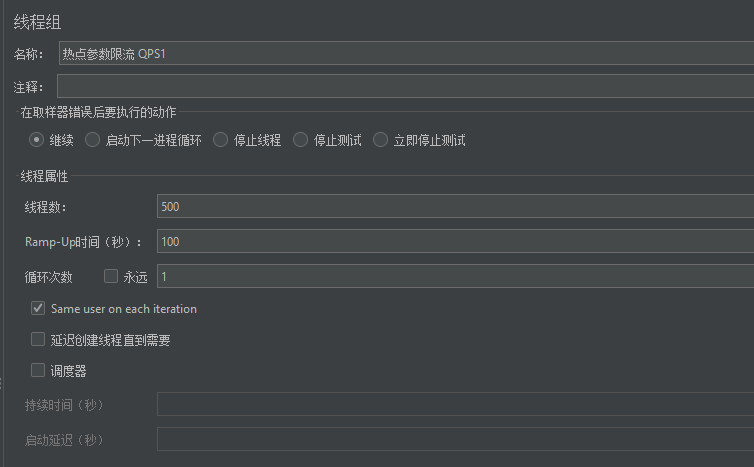 线程组
名称： 热点参数限流 QPS1
注释：
在取样器错误后要执行的动作
继续 启动下一进程循环 停止线程 停止测试 立即停止测试
线程属性
线程数： 500
Ramp-Up时间（秒）： 100
循环次数 永远 1
Same user on each iteration
延迟创建线程直到需要
调度器
持续时间（秒）
启动延迟（秒）